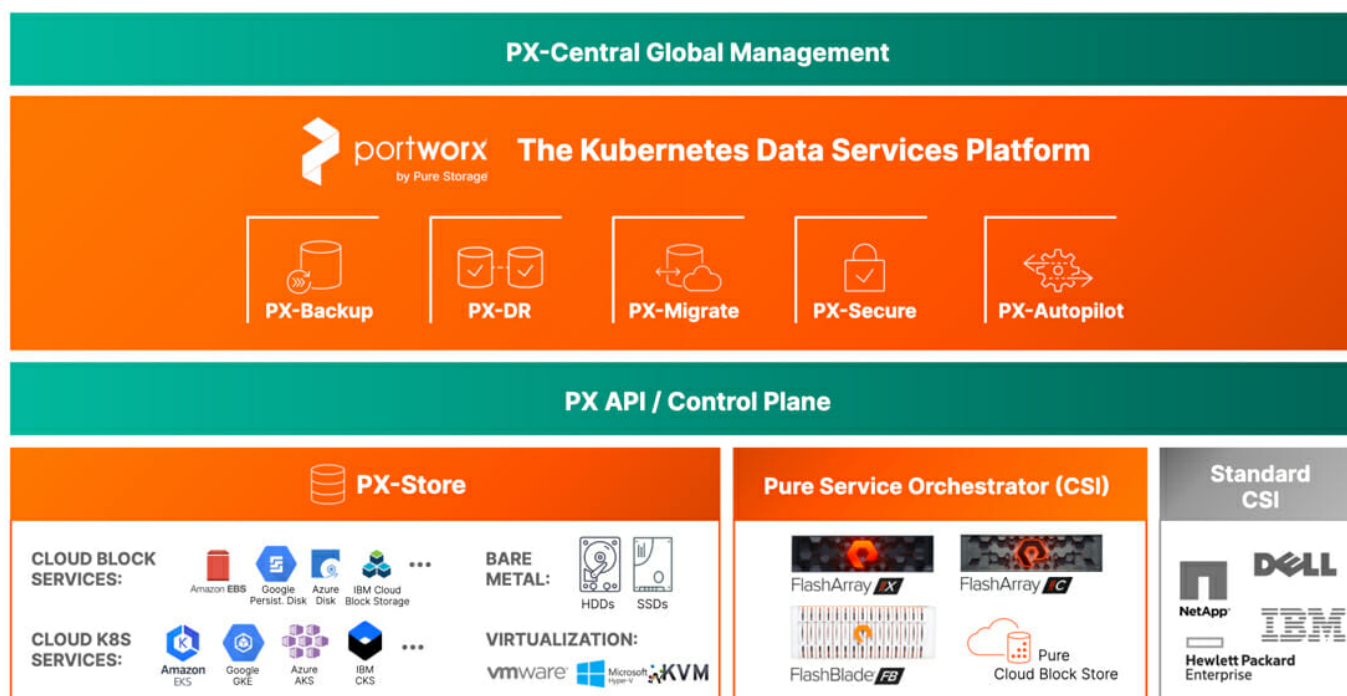 PX-Central Global Management
portworx®
by Pure Storage®
The Kubernetes Data Services Platform
PX-Backup
PX-DR
PX-Migrate
PX-Secure
PX-Autopilot
PX API / Control Plane
PX-Store
CLOUD BLOCK
SERVICES:
Amazon EBS
Google
Persist. Disk
Azure
Disk
IBM Cloud
Block Storage
...
BARE
METAL:
HDDs
SSDs
CLOUD K8S
SERVICES:
Amazon
EKS
Google
GKE
Azure
AKS
IBM
CKS
...
VIRTUALIZATION:
vmware®
Microsoft
Hyper-V
KVM
Pure Service Orchestrator (CSI)
FlashArray //X
FlashArray //C
FlashBlade FB
Pure
Cloud Block Store
Standard
CSI
NetApp®
DELL
IBM
Hewlett Packard
Enterprise